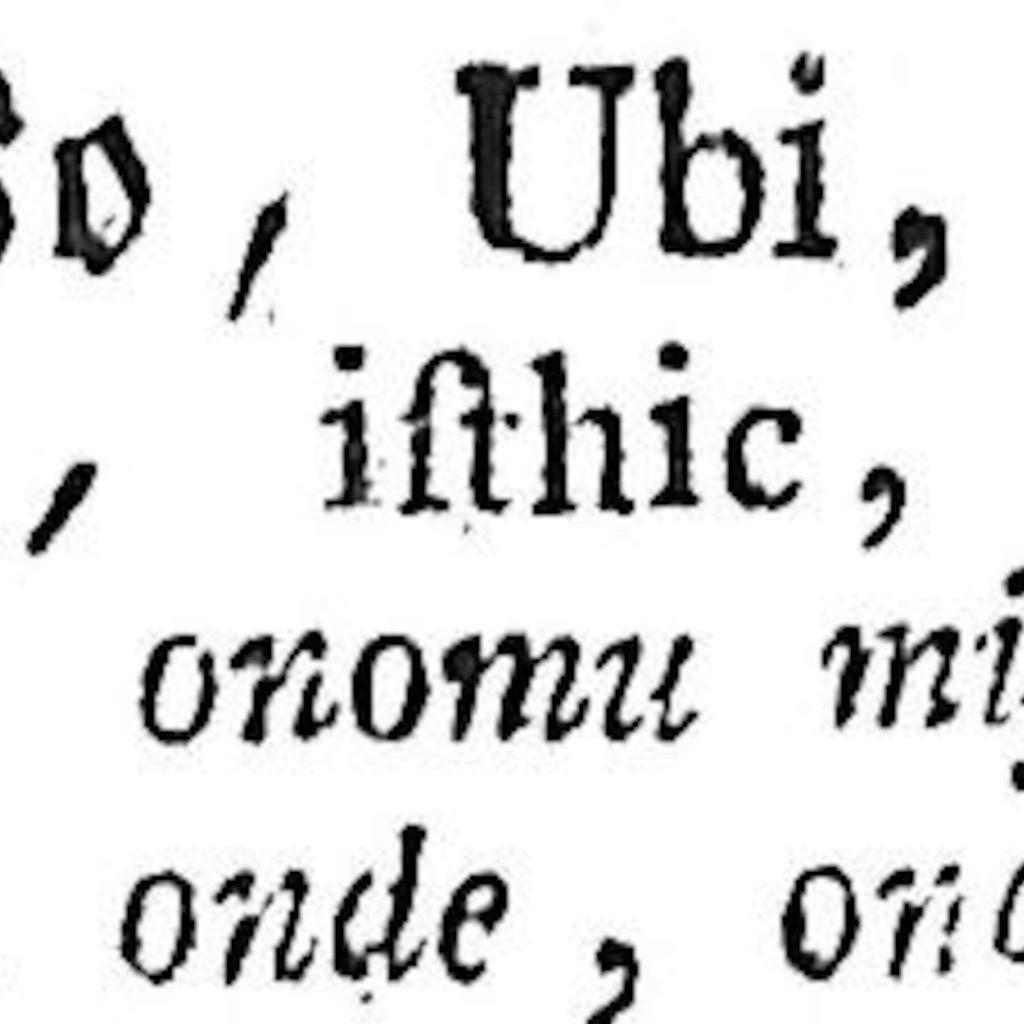 , Ubi,
, iſthic,
onomu
onde,